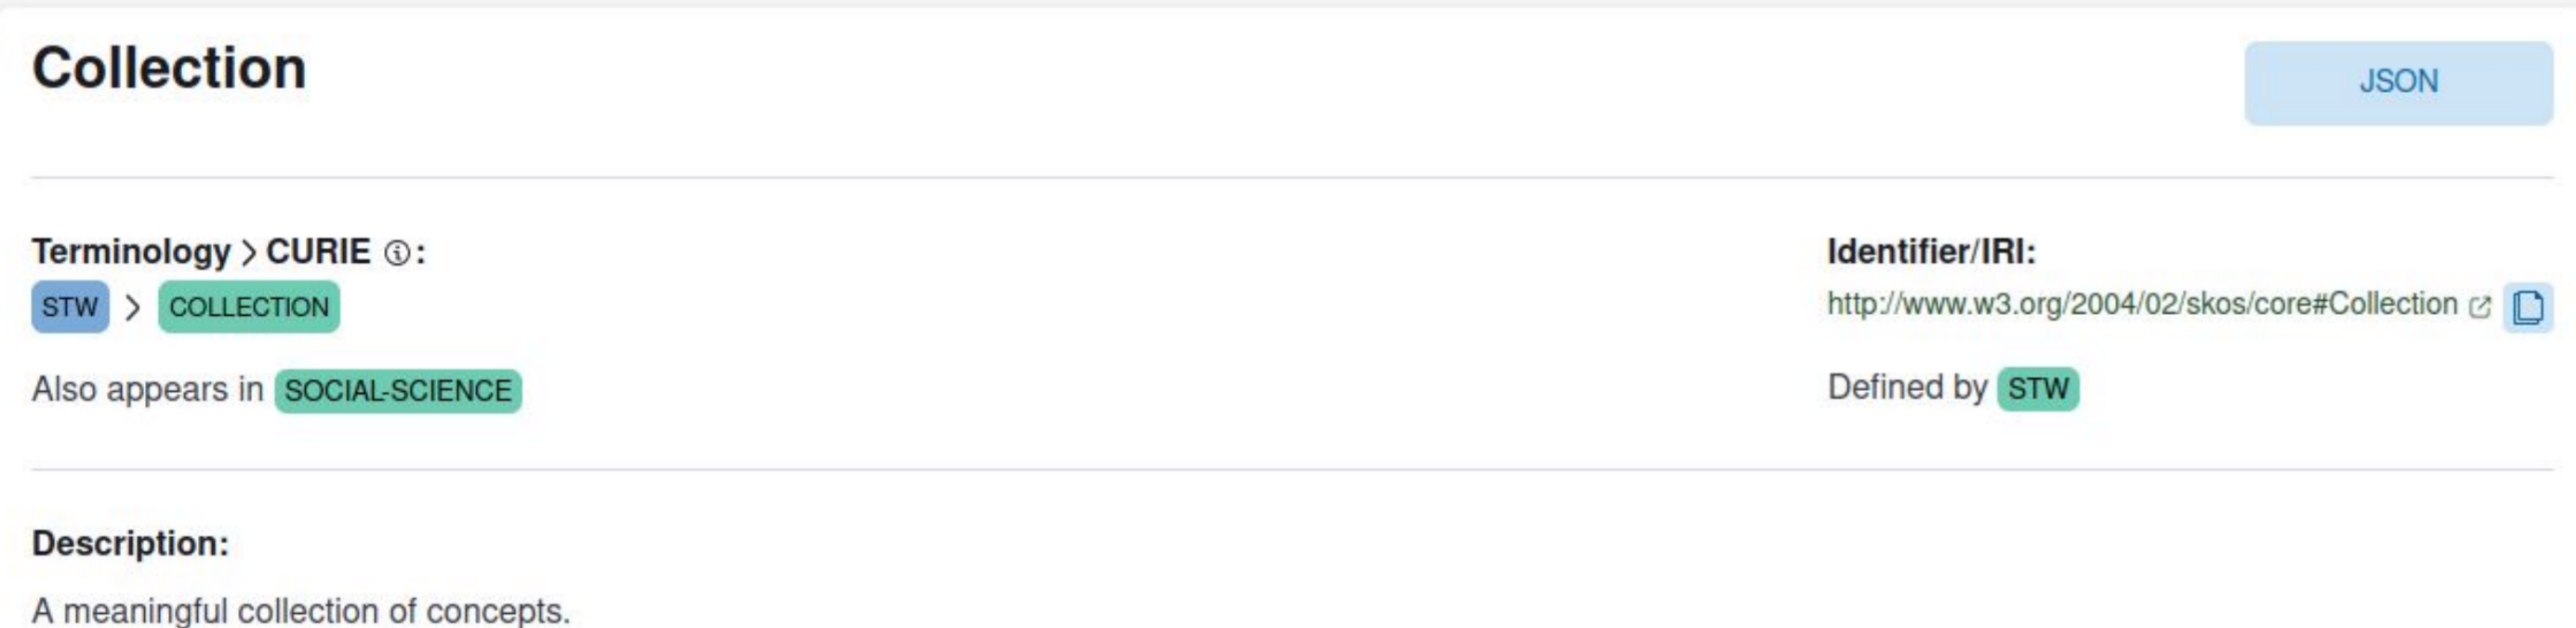 Collection
JSON
Terminology > CURIE ⓘ:
STW > COLLECTION
Also appears in SOCIAL-SCIENCE
Identifier/IRI:
http://www.w3.org/2004/02/skos/core#Collection
Defined by STW
Description:
A meaningful collection of concepts.